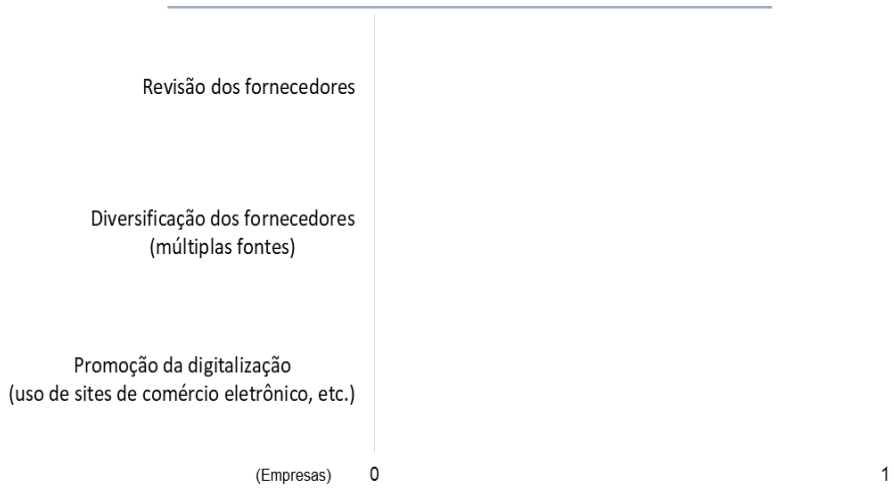 Revisão dos fornecedores
Diversificação dos fornecedores
(múltiplas fontes)
Promoção da digitalização
(uso de sites de comércio eletrônico, etc.)
(Empresas) 0 1